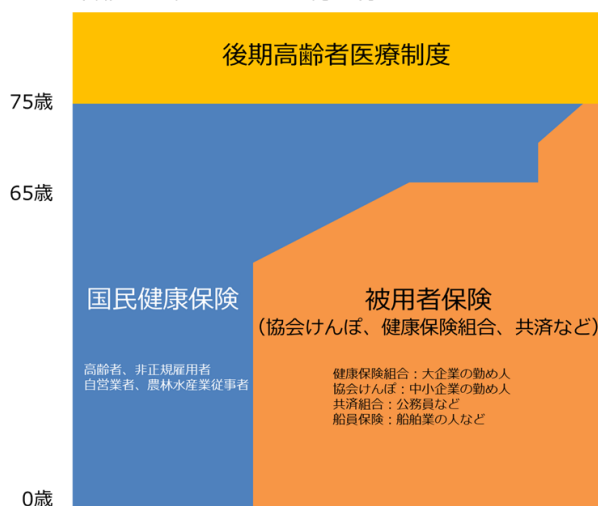 後期高齢者医療制度
75歳
65歳
国民健康保険
高齢者、非正規雇用者
自営業者、農林水産業従事者
被用者保険
（協会けんぽ、健康保険組合、共済など）
健康保険組合：大企業の勤め人
協会けんぽ：中小企業の勤め人
共済組合：公務員など
船員保険：船舶業の人など
0歳